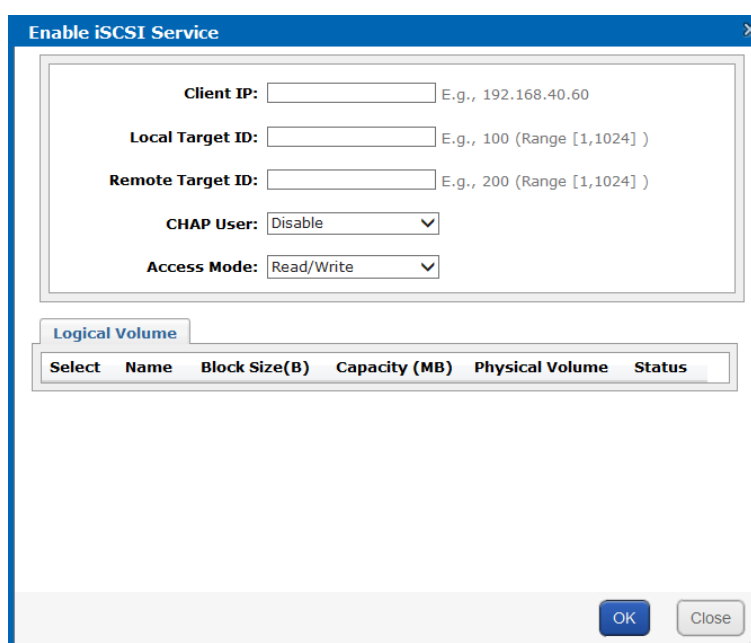 Enable iSCSI Service
Client IP: E.g., 192.168.40.60
Local Target ID: E.g., 100 (Range [1,1024] )
Remote Target ID: E.g., 200 (Range [1,1024] )
CHAP User: Disable
Access Mode: Read/Write
Logical Volume
Select Name Block Size(B) Capacity (MB) Physical Volume Status
OK Close